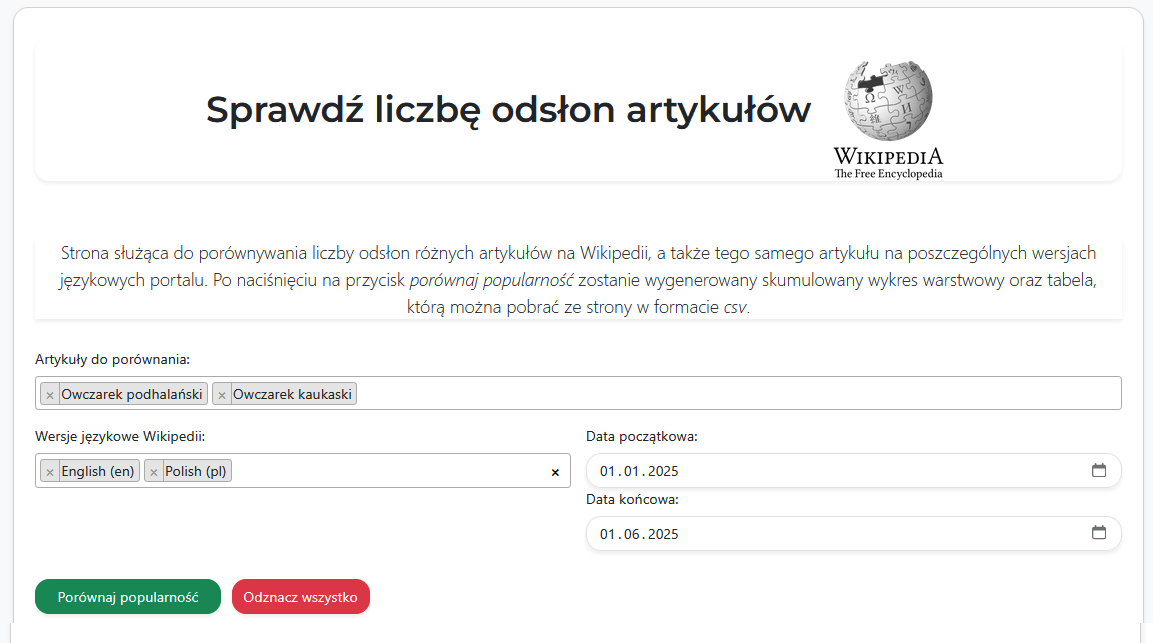 Sprawdź liczbę odsłon artykułów
WIKIPEDIA
The Free Encyclopedia
Strona służąca do porównywania liczby odsłon różnych artykułów na Wikipedii, a także tego samego artykułu na poszczególnych wersjach
językowych portalu. Po naciśnięciu na przycisk porównaj popularność zostanie wygenerowany skumulowany wykres warstwowy oraz tabela,
którą można pobrać ze strony w formacie csv.
Artykuły do porównania:
× Owczarek podhalański × Owczarek kaukaski
Wersje językowe Wikipedii:
× English (en) × Polish (pl) ×
Data początkowa:
01.01.2025
Data końcowa:
01.06.2025
Porównaj popularność
Odznacz wszystko